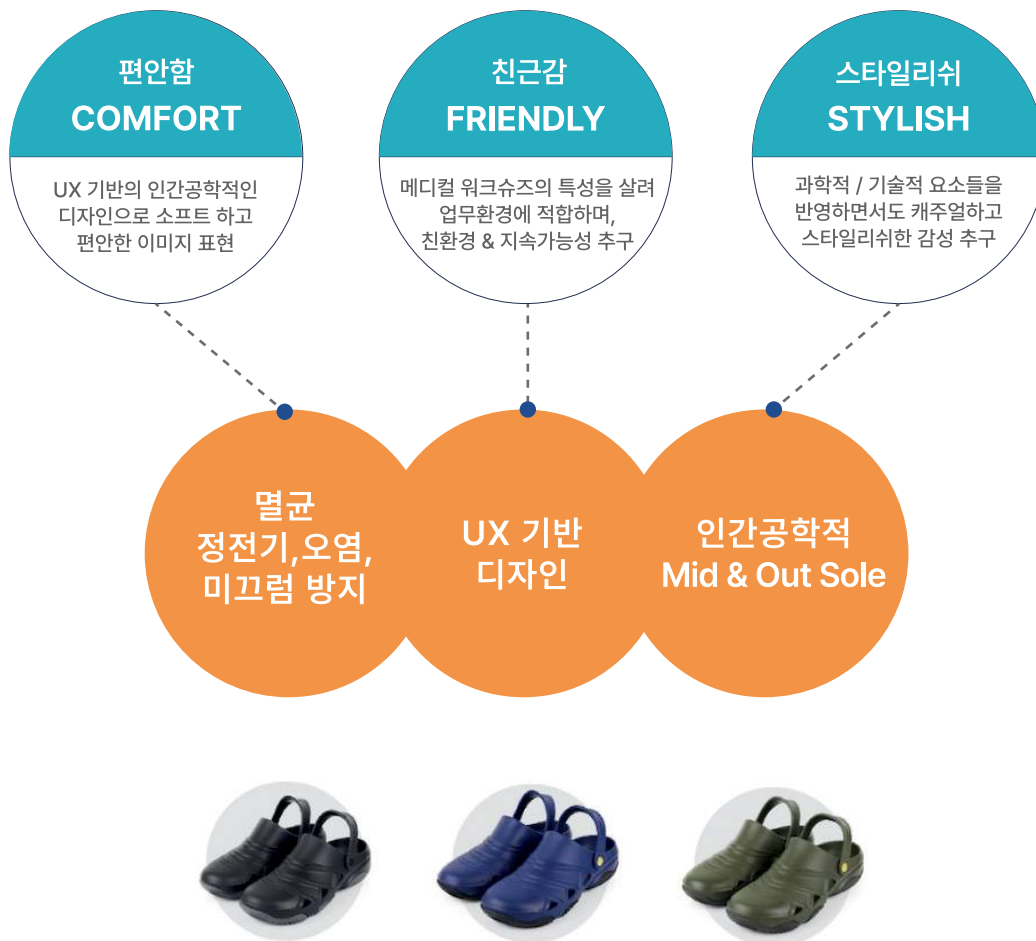 편안함
COMFORT
UX 기반의 인간공학적인
디자인으로 소프트 하고
편안한 이미지 표현
친근감
FRIENDLY
메디컬 워크슈즈의 특성을 살려
업무환경에 적합하며,
친환경 & 지속가능성 추구
스타일리쉬
STYLISH
과학적 / 기술적 요소들을
반영하면서도 캐주얼하고
스타일리쉬한 감성 추구
멸균
정전기,오염,
미끄럼 방지
UX 기반
디자인
인간공학적
Mid & Out Sole